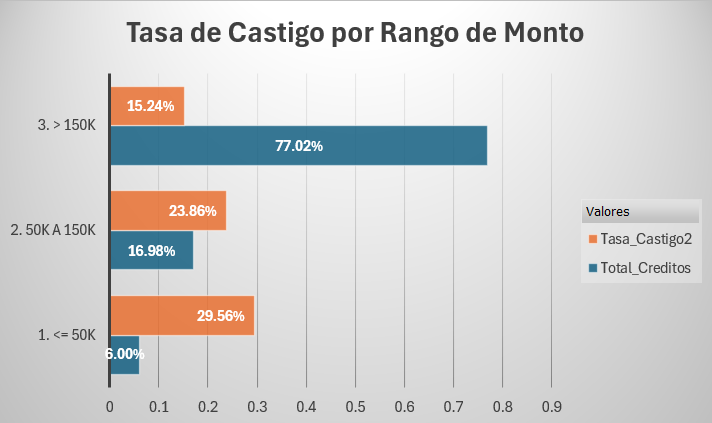 Tasa de Castigo por Rango de Monto
3. > 150K
15.24%
77.02%
2. 50K A 150K
23.86%
16.98%
1. <= 50K
29.56%
6.00%
0 0.1 0.2 0.3 0.4 0.5 0.6 0.7 0.8 0.9
Valores
Tasa_Castigo2
Total_Creditos